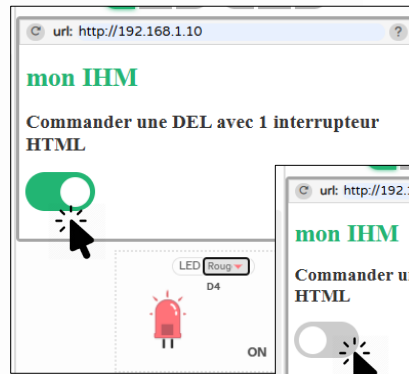 url: http://192.168.1.10
?
mon IHM
Commander une DEL avec 1 interrupteur
HTML
LED Roug
D4
ON
url: http://192.
mon IHM
Commander
HTML